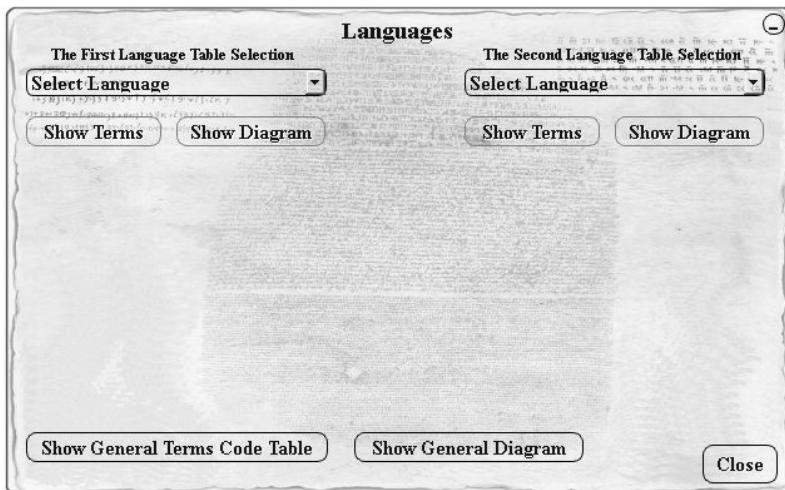 Languages
The First Language Table Selection
The Second Language Table Selection
Select Language
Select Language
Show Terms
Show Diagram
Show Terms
Show Diagram
Show General Terms Code Table
Show General Diagram
Close